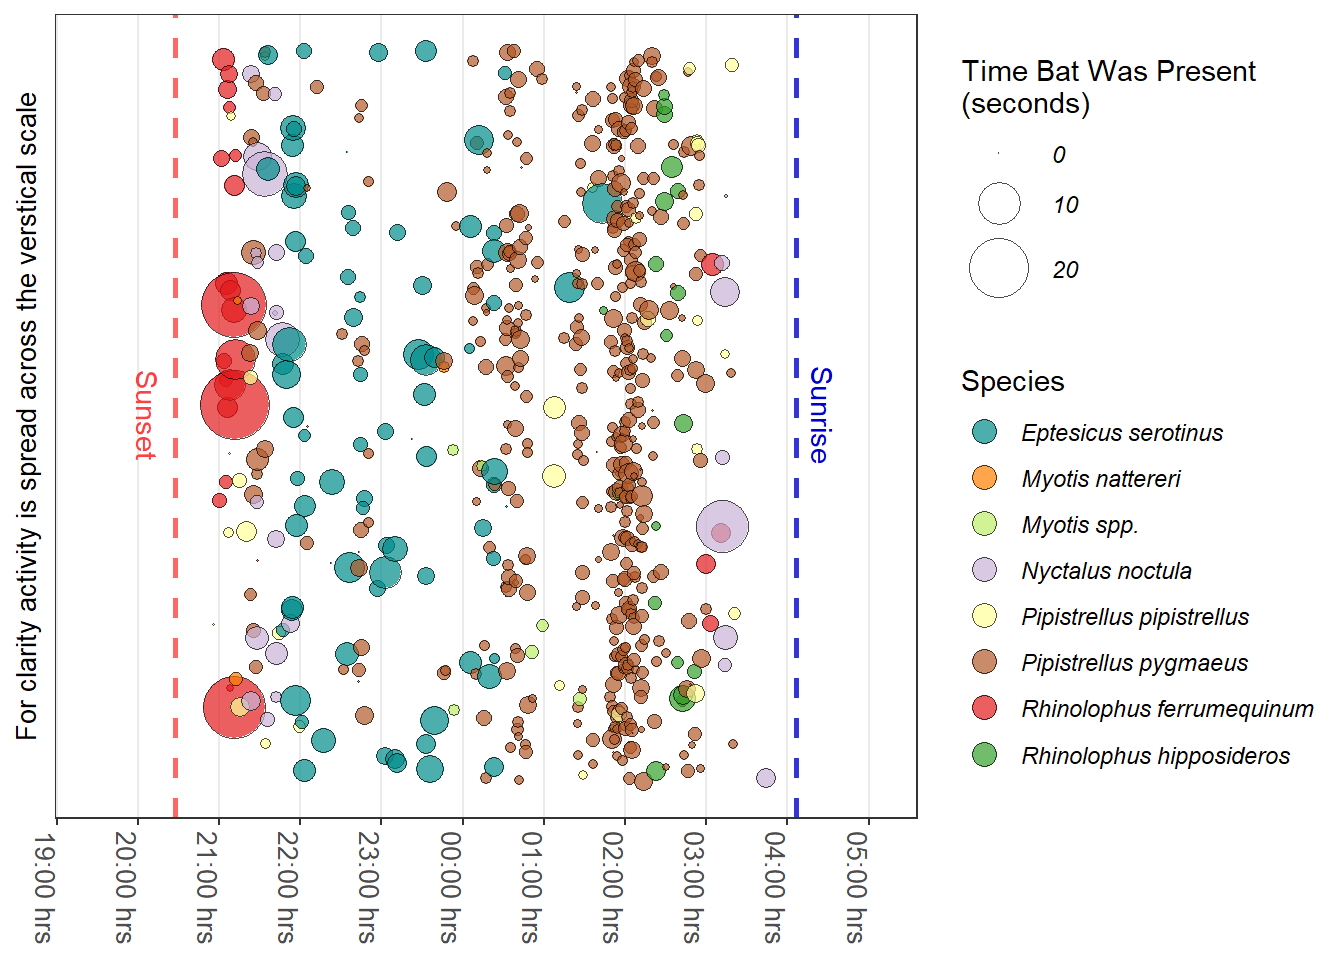 For clarity activity is spread across the verstical scale
Sunset
Sunrise
19:00 hrs
20:00 hrs
21:00 hrs
22:00 hrs
23:00 hrs
00:00 hrs
01:00 hrs
02:00 hrs
03:00 hrs
04:00 hrs
05:00 hrs
Time Bat Was Present
(seconds)
0
10
20
Species
Eptesicus serotinus
Myotis nattereri
Myotis spp.
Nyctalus noctula
Pipistrellus pipistrellus
Pipistrellus pygmaeus
Rhinolophus ferrumequinum
Rhinolophus hipposideros